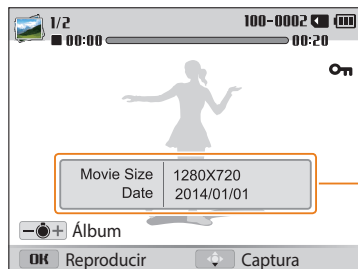 1/2 100-0002
00:00 00:20
Movie Size 1280X720
Date 2014/01/01
Álbum
OK Reproducir Captura